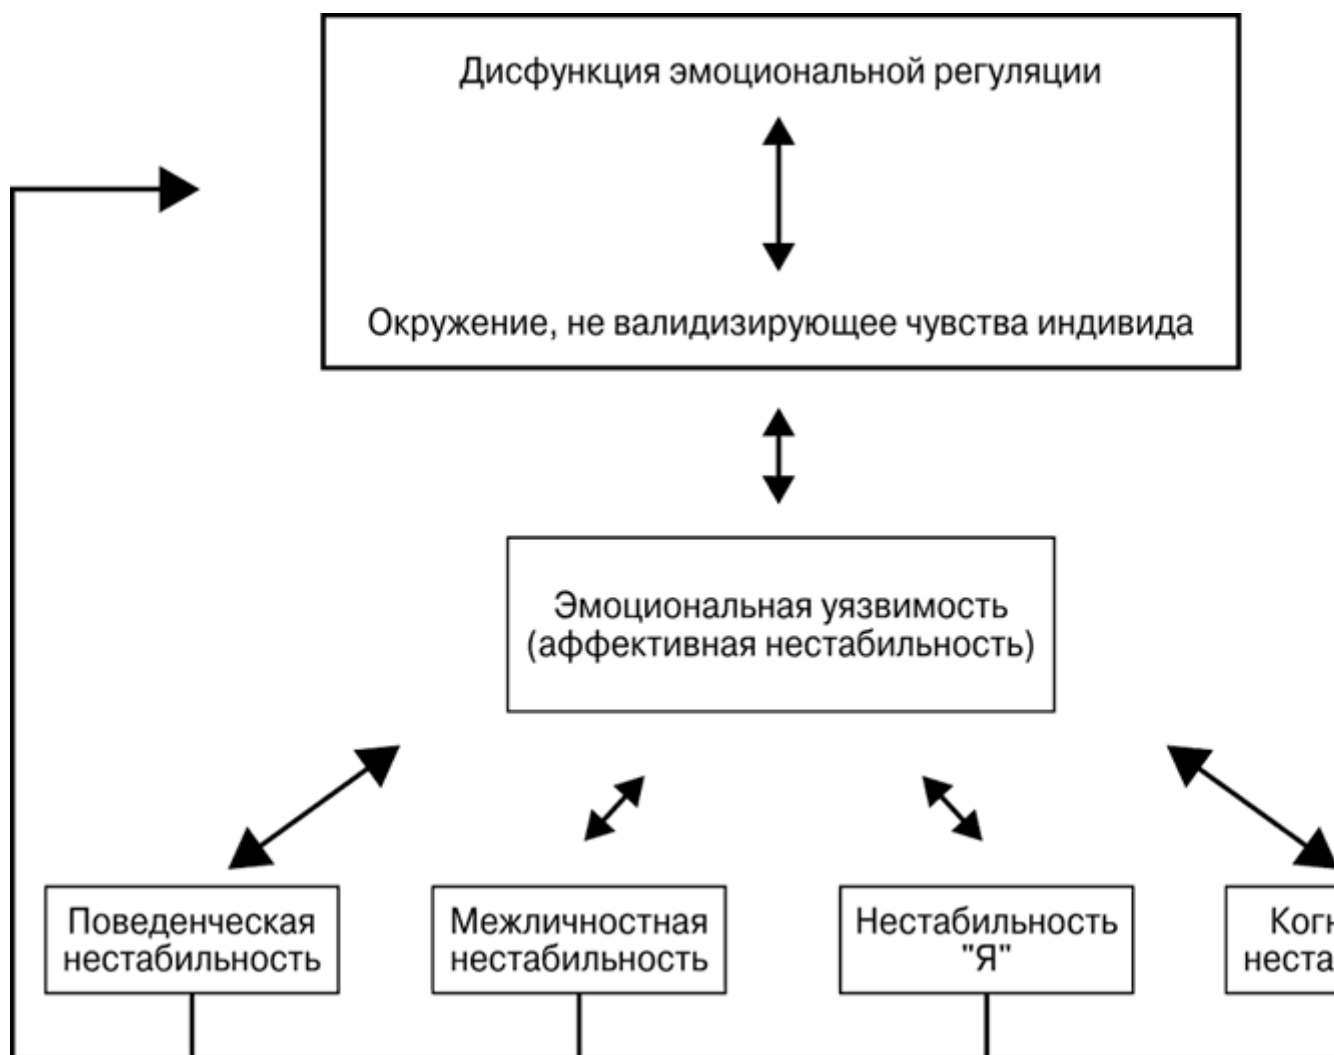 Дисфункция эмоциональной регуляции
Окружение, не валидизирующее чувства индивида
Эмоциональная уязвимость
(аффективная нестабильность)
Поведенческая
нестабильность
Межличностная
нестабильность
Нестабильность
"Я"